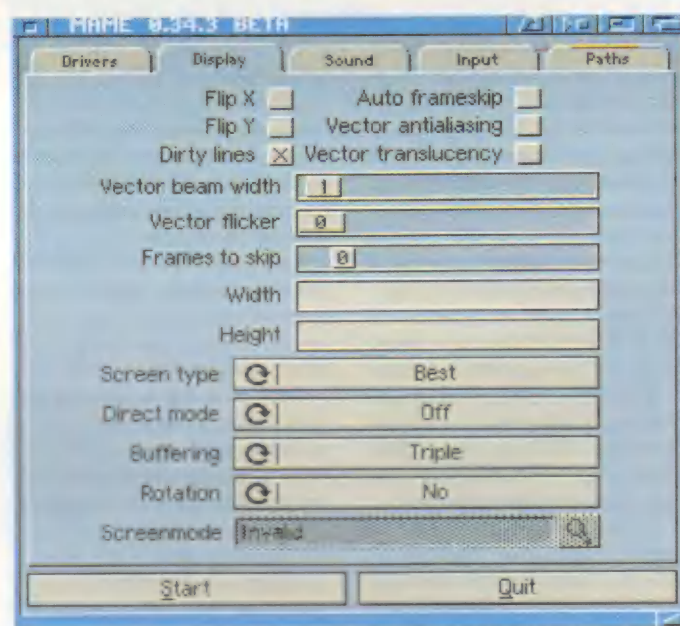 MAME 0.34.3 BETA
Drivers Display Sound Input Paths
Flip X Auto frameskip
Flip Y Vector antialiasing
Dirty lines Vector translucency
Vector beam width 1
Vector flicker 0
Frames to skip 0
Width
Height
Screen type Best
Direct mode Off
Buffering Triple
Rotation No
Screenmode Invalid
Start Quit